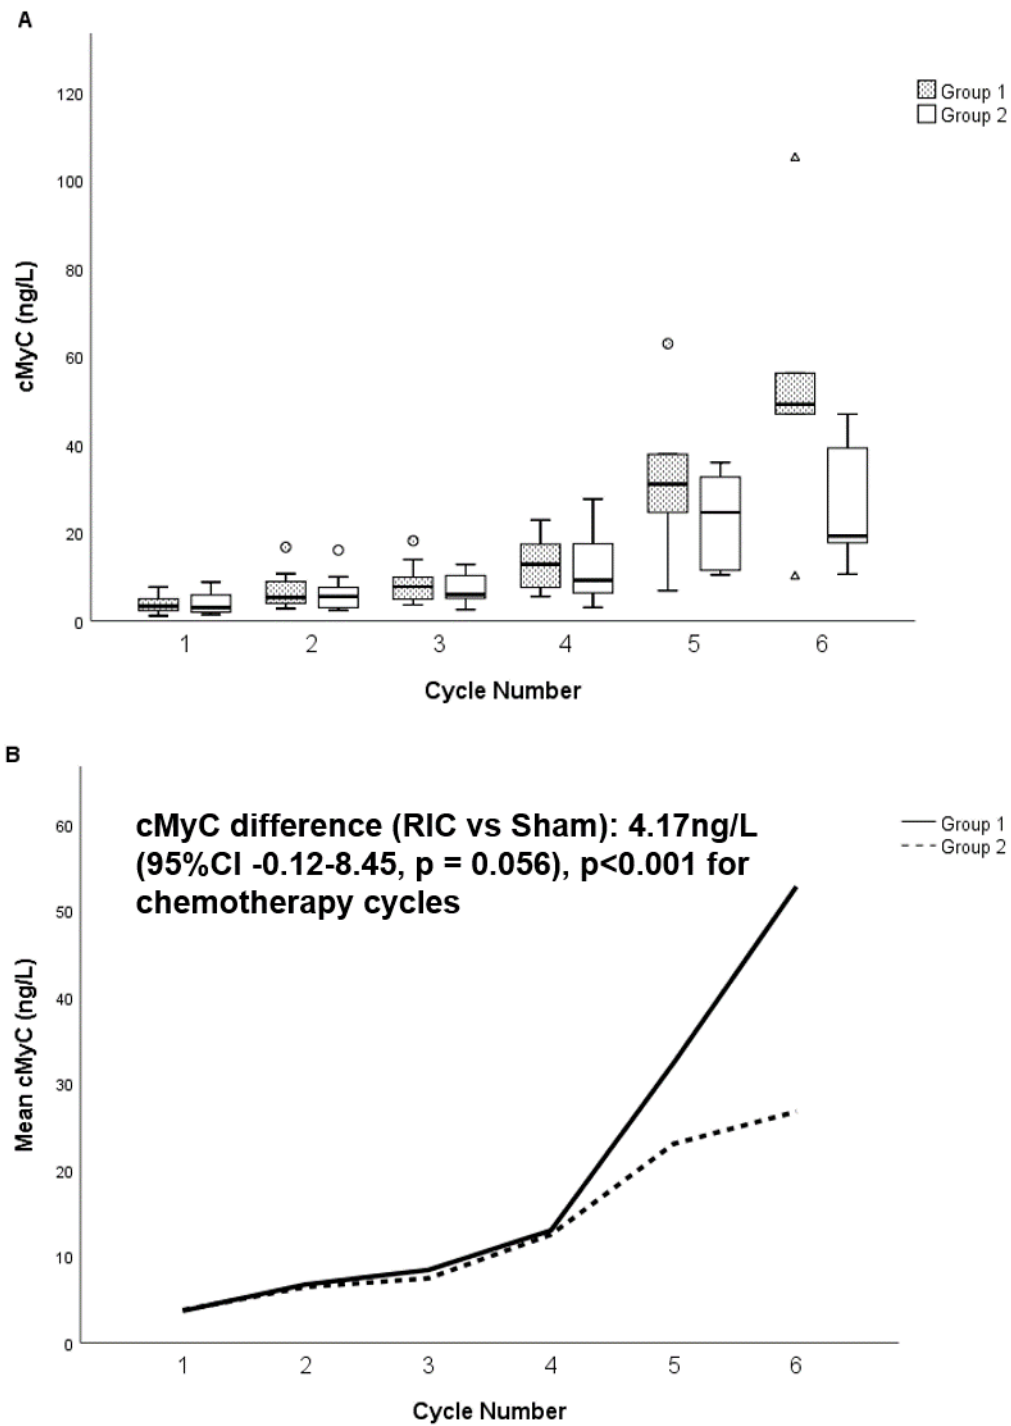 A
120
100
80
60
40
20
0
cMyC (ng/L)
Group 1
Group 2
1 2 3 4 5 6
Cycle Number
B
60
50
40
30
20
10
0
Mean cMyC (ng/L)
cMyC difference (RIC vs Sham): 4.17ng/L
(95%CI -0.12-8.45, p = 0.056), p<0.001 for
chemotherapy cycles
Group 1
Group 2
1 2 3 4 5 6
Cycle Number